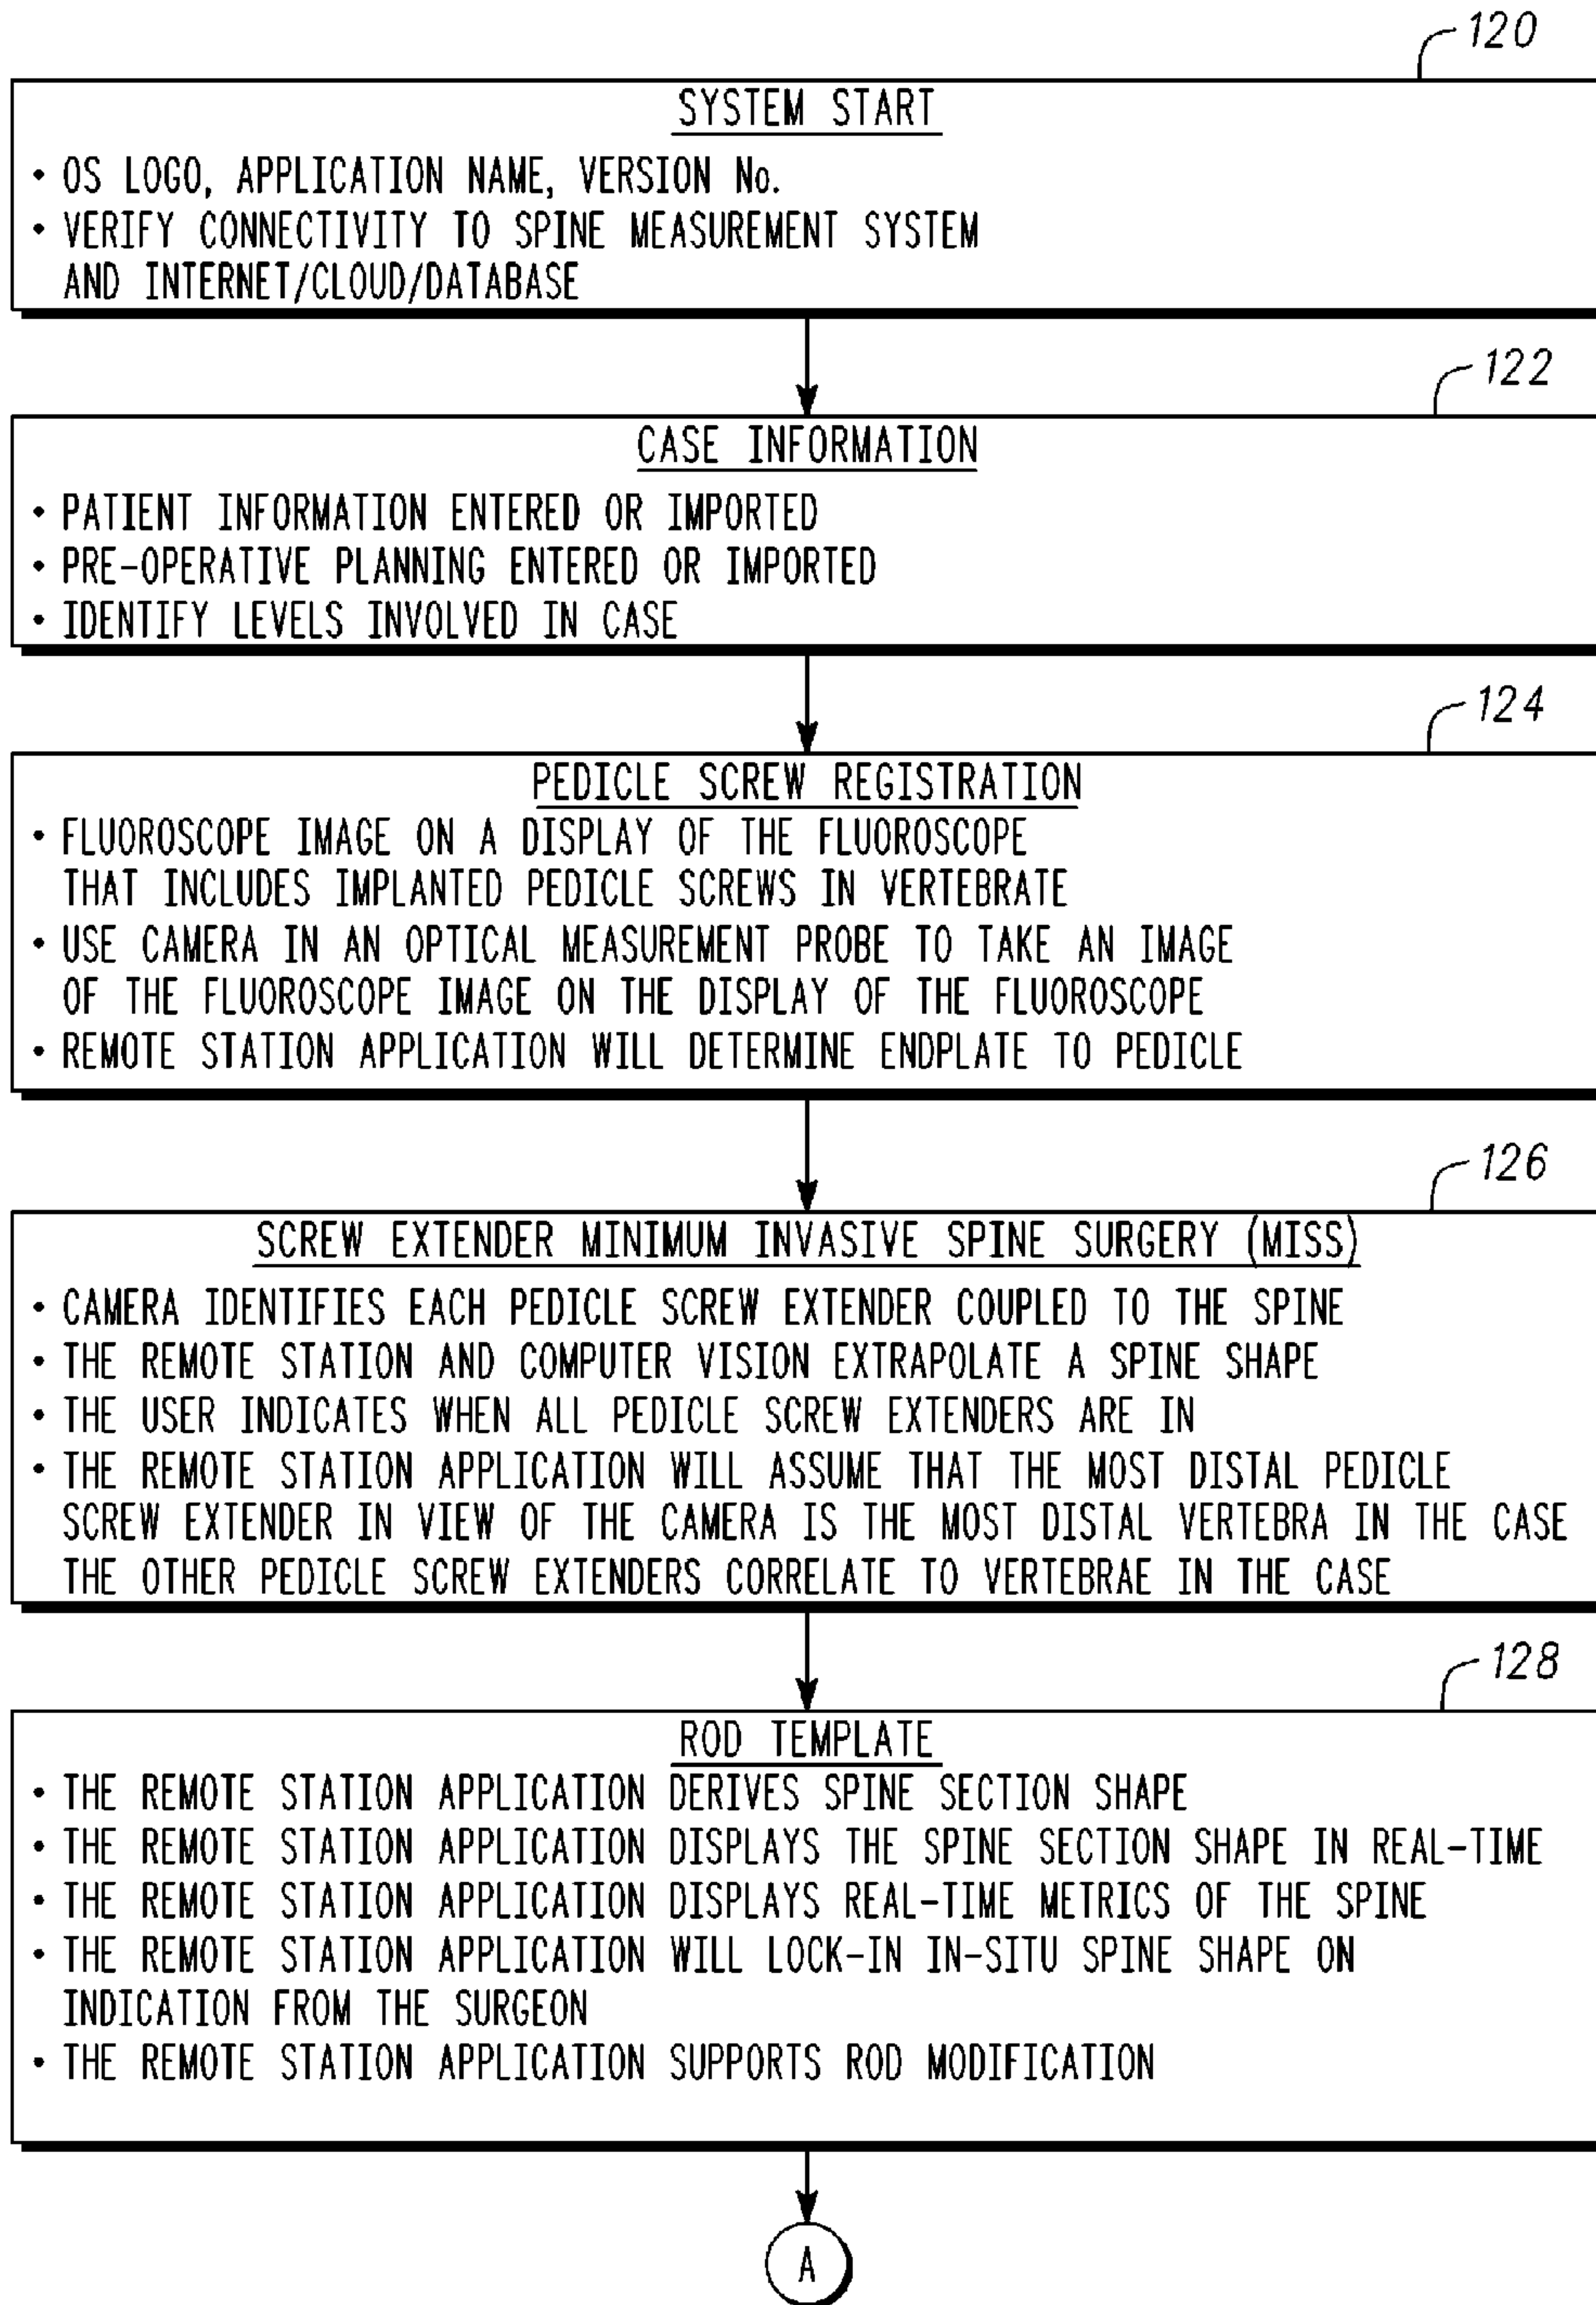 120
SYSTEM START
• OS LOGO, APPLICATION NAME, VERSION No.
• VERIFY CONNECTIVITY TO SPINE MEASUREMENT SYSTEM
AND INTERNET/CLOUD/DATABASE
122
CASE INFORMATION
• PATIENT INFORMATION ENTERED OR IMPORTED
• PRE-OPERATIVE PLANNING ENTERED OR IMPORTED
• IDENTIFY LEVELS INVOLVED IN CASE
124
PEDICLE SCREW REGISTRATION
• FLUOROSCOPE IMAGE ON A DISPLAY OF THE FLUOROSCOPE
THAT INCLUDES IMPLANTED PEDICLE SCREWS IN VERTEBRATE
• USE CAMERA IN AN OPTICAL MEASUREMENT PROBE TO TAKE AN IMAGE
OF THE FLUOROSCOPE IMAGE ON THE DISPLAY OF THE FLUOROSCOPE
• REMOTE STATION APPLICATION WILL DETERMINE ENDPLATE TO PEDICLE
126
SCREW EXTENDER MINIMUM INVASIVE SPINE SURGERY (MISS)
• CAMERA IDENTIFIES EACH PEDICLE SCREW EXTENDER COUPLED TO THE SPINE
• THE REMOTE STATION AND COMPUTER VISION EXTRAPOLATE A SPINE SHAPE
• THE USER INDICATES WHEN ALL PEDICLE SCREW EXTENDERS ARE IN
• THE REMOTE STATION APPLICATION WILL ASSUME THAT THE MOST DISTAL PEDICLE
SCREW EXTENDER IN VIEW OF THE CAMERA IS THE MOST DISTAL VERTEBRA IN THE CASE
THE OTHER PEDICLE SCREW EXTENDERS CORRELATE TO VERTEBRAE IN THE CASE
128
ROD TEMPLATE
• THE REMOTE STATION APPLICATION DERIVES SPINE SECTION SHAPE
• THE REMOTE STATION APPLICATION DISPLAYS THE SPINE SECTION SHAPE IN REAL-TIME
• THE REMOTE STATION APPLICATION DISPLAYS REAL-TIME METRICS OF THE SPINE
• THE REMOTE STATION APPLICATION WILL LOCK-IN IN-SITU SPINE SHAPE ON
INDICATION FROM THE SURGEON
• THE REMOTE STATION APPLICATION SUPPORTS ROD MODIFICATION
A